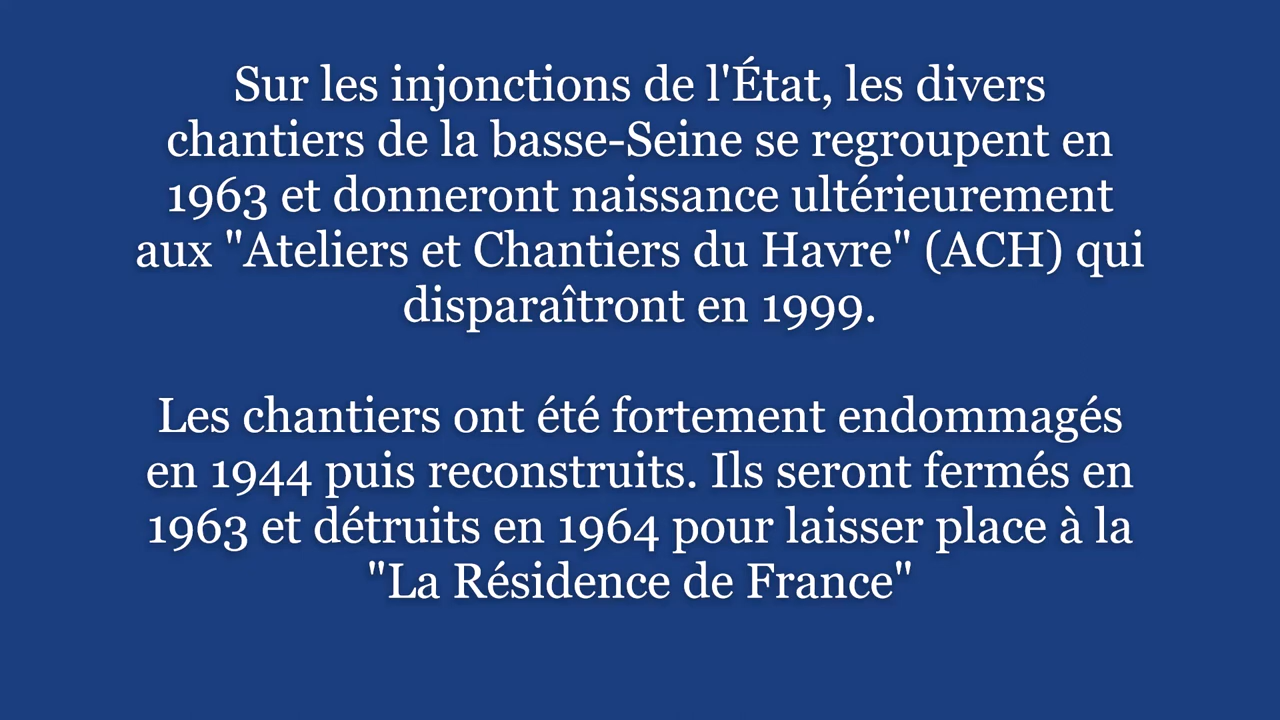 Sur les injonctions de l'État, les divers
chantiers de la basse-Seine se regroupent en
1963 et donneront naissance ultérieurement
aux "Ateliers et Chantiers du Havre" (ACH) qui
disparaîtront en 1999.
Les chantiers ont été fortement endommagés
en 1944 puis reconstruits. Ils seront fermés en
1963 et détruits en 1964 pour laisser place à la
"La Résidence de France"